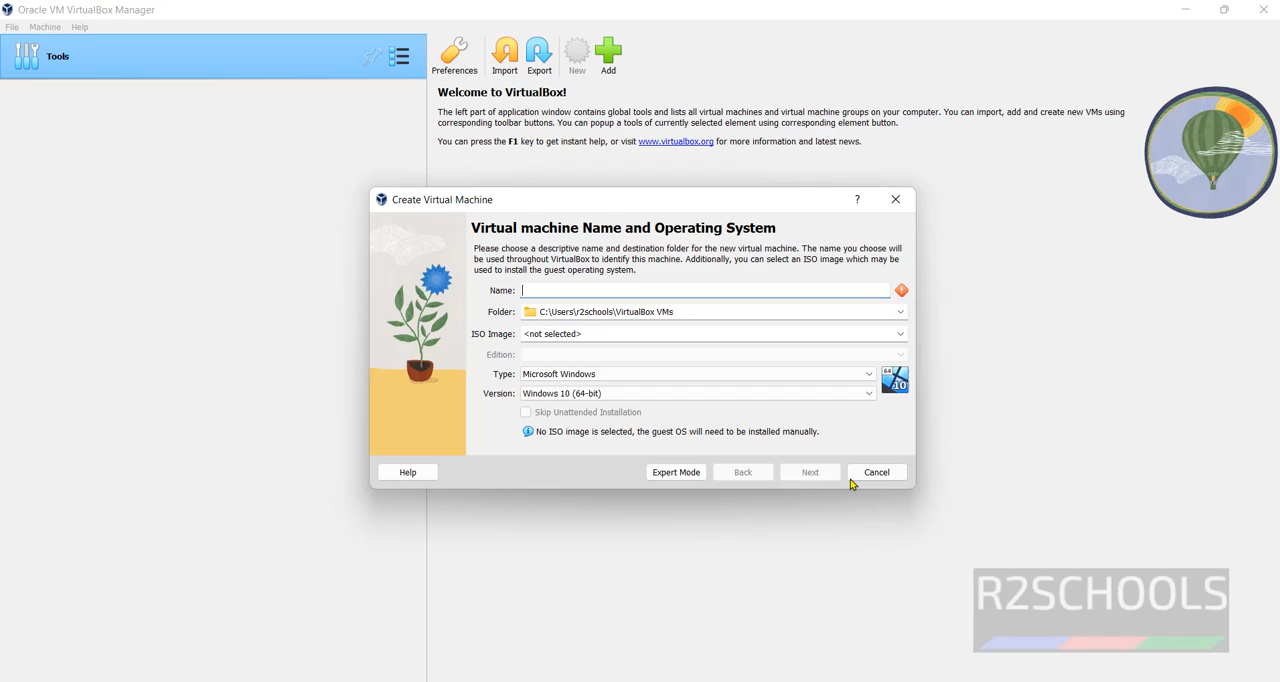 Oracle VM VirtualBox Manager
File Machine Help
Tools
Preferences Import Export New Add
Welcome to VirtualBox!
The left part of application window contains global tools and lists all virtual machines and virtual machine groups on your computer. You can import, add and create new VMs using
corresponding toolbar buttons. You can popup a tools of currently selected element using corresponding element button.
You can press the F1 key to get instant help, or visit www.virtualbox.org for more information and latest news.
Create Virtual Machine ?
Virtual machine Name and Operating System
Please choose a descriptive name and destination folder for the new virtual machine. The name you choose will
be used throughout VirtualBox to identify this machine. Additionally, you can select an ISO image which may be
used to install the guest operating system.
Name:
Folder: C:\Users\r2schools\VirtualBox VMs
ISO Image: <not selected>
Edition:
Type: Microsoft Windows
64
10
Version: Windows 10 (64-bit)
Skip Unattended Installation
No ISO image is selected, the guest OS will need to be installed manually.
Help Expert Mode Back Next Cancel
R2SCHOOLS